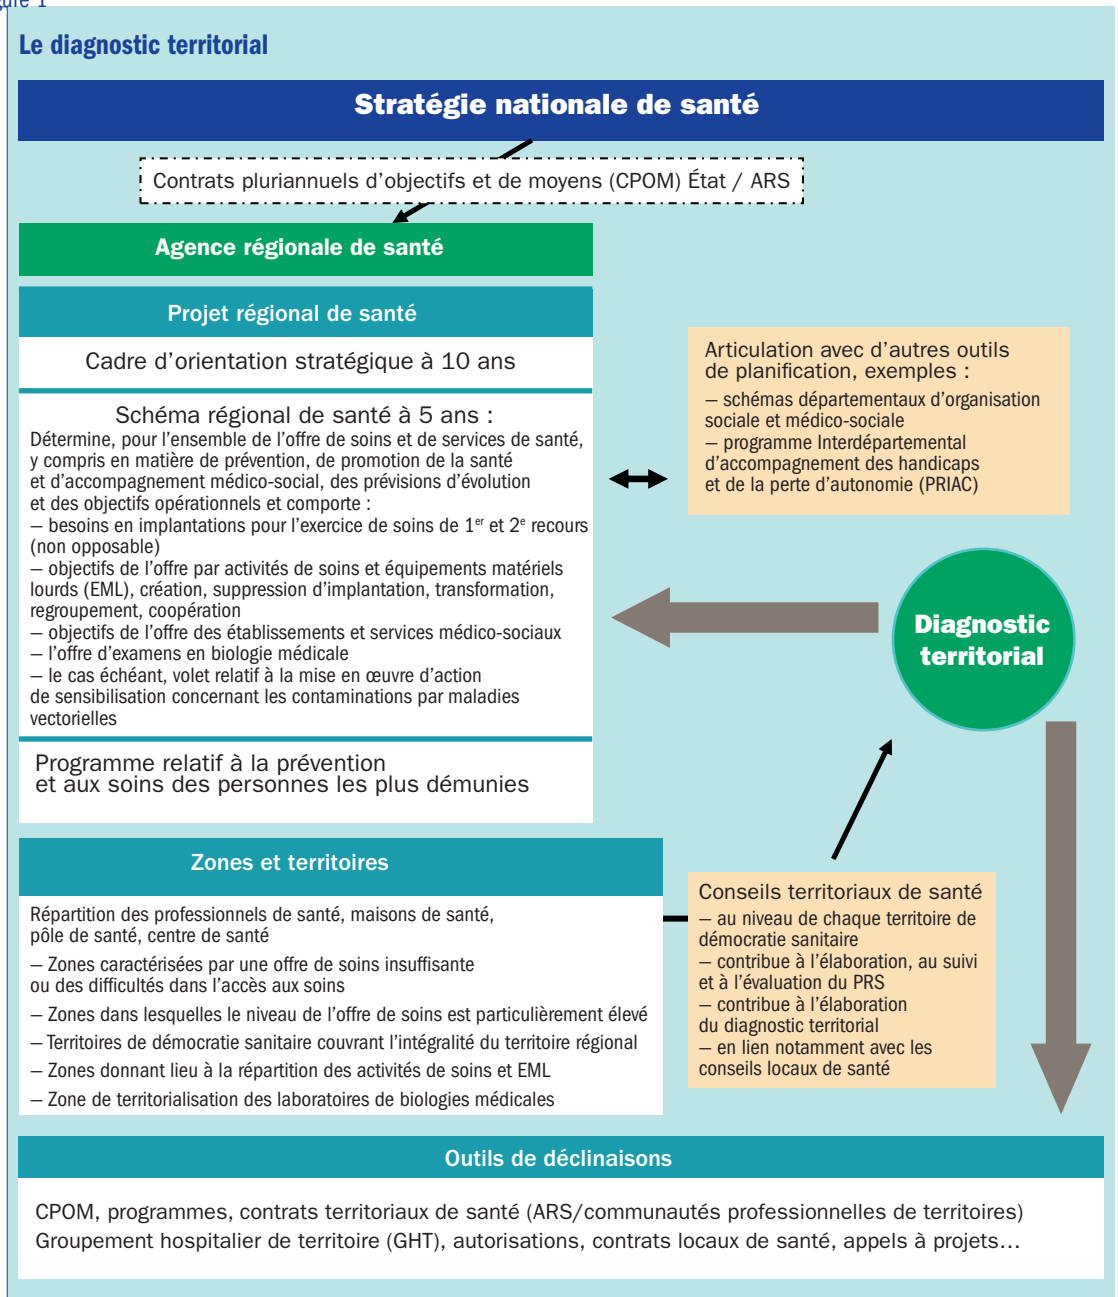 gure 1
Le diagnostic territorial
Stratégie nationale de santé
Contrats pluriannuels d’objectifs et de moyens (CPOM) État / ARS
Agence régionale de santé
Projet régional de santé
Cadre d’orientation stratégique à 10 ans
Schéma régional de santé à 5 ans :
Détermine, pour l’ensemble de l’offre de soins et de services de santé,
y compris en matière de prévention, de promotion de la santé
et d’accompagnement médico-social, des prévisions d’évolution
et des objectifs opérationnels et comporte :
— besoins en implantations pour l’exercice de soins de 1er et 2e recours
(non opposable)
— objectifs de l’offre par activités de soins et équipements matériels
lourds (EML), création, suppression d’implantation, transformation,
regroupement, coopération
— objectifs de l’offre des établissements et services médico-sociaux
— l’offre d’examens en biologie médicale
— le cas échéant, volet relatif à la mise en œuvre d’action
de sensibilisation concernant les contaminations par maladies
vectorielles
Programme relatif à la prévention
et aux soins des personnes les plus démunies
Articulation avec d’autres outils
de planification, exemples :
— schémas départementaux d’organisation
sociale et médico-sociale
— programme Interdépartemental
d’accompagnement des handicaps
et de la perte d’autonomie (PRIAC)
Diagnostic
territorial
Zones et territoires
Répartition des professionnels de santé, maisons de santé,
pôle de santé, centre de santé
— Zones caractérisées par une offre de soins insuffisante
ou des difficultés dans l’accès aux soins
— Zones dans lesquelles le niveau de l’offre de soins est particulièrement élevé
— Territoires de démocratie sanitaire couvrant l’intégralité du territoire régional
— Zones donnant lieu à la répartition des activités de soins et EML
— Zone de territorialisation des laboratoires de biologies médicales
Conseils territoriaux de santé
— au niveau de chaque territoire de
démocratie sanitaire
— contribue à l’élaboration, au suivi
et à l’évaluation du PRS
— contribue à l’élaboration
du diagnostic territorial
— en lien notamment avec les
conseils locaux de santé
Outils de déclinaisons
CPOM, programmes, contrats territoriaux de santé (ARS/communautés professionnelles de territoires)
Groupement hospitalier de territoire (GHT), autorisations, contrats locaux de santé, appels à projets…